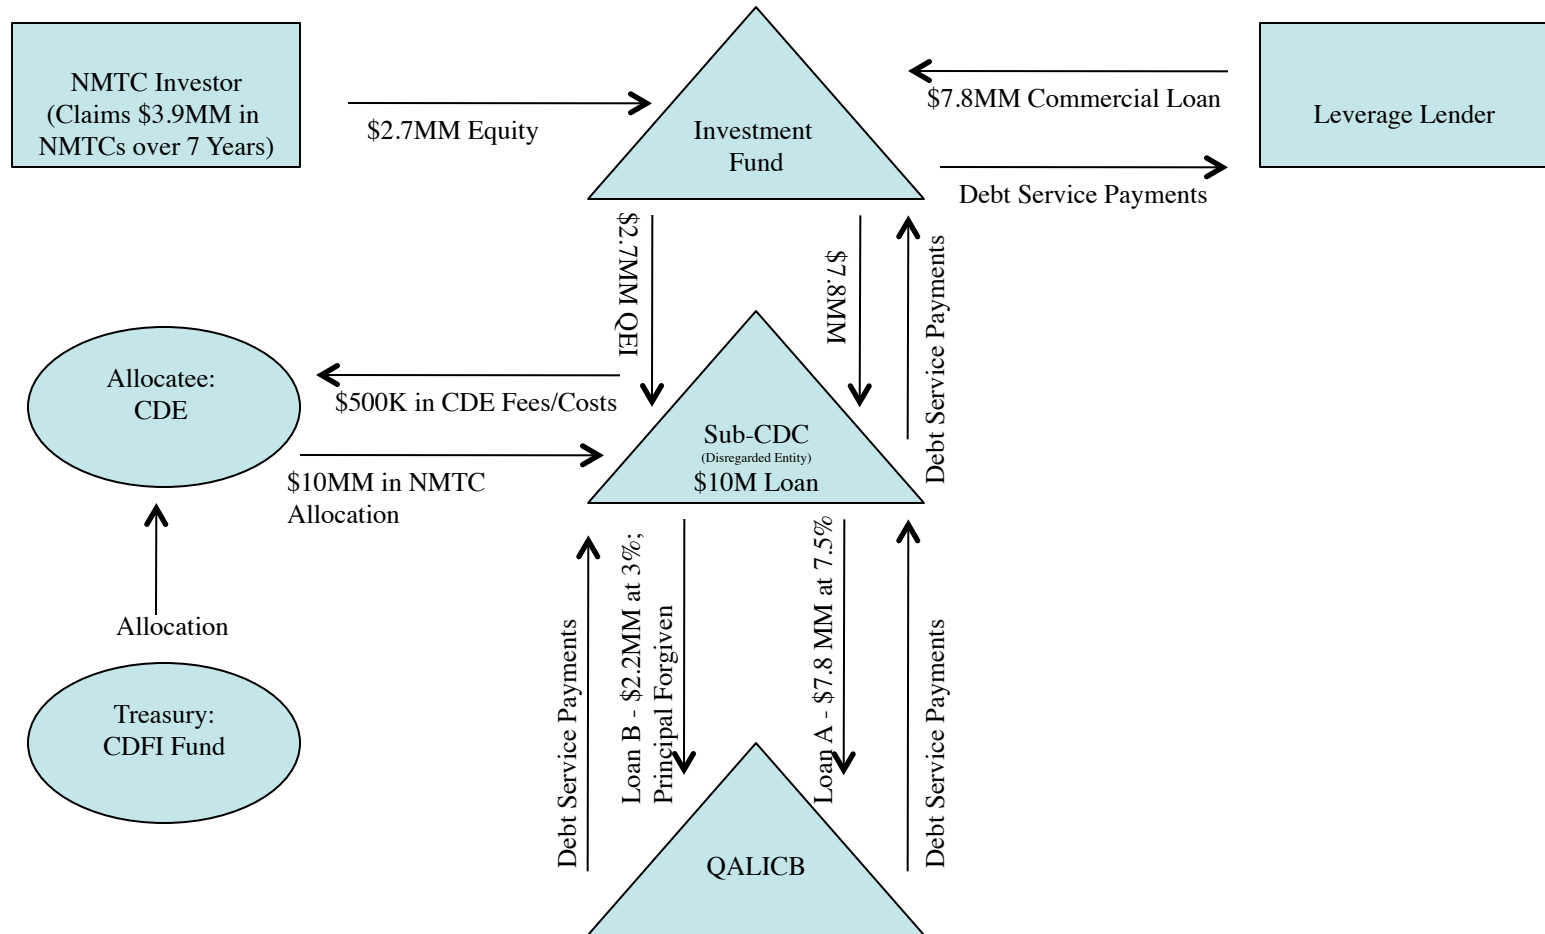 NMTC Investor
(Claims $3.9MM in
NMTCs over 7 Years)
$2.7MM Equity
Investment
Fund
$7.8MM Commercial Loan
Debt Service Payments
Leverage Lender
$2.7MM QEI
$7.8MM
Debt Service Payments
Allocatee:
CDE
$500K in CDE Fees/Costs
$10MM in NMTC
Allocation
Sub-CDC
(Disregarded Entity)
$10M Loan
Allocation
Treasury:
CDFI Fund
Debt Service Payments
Loan B - $2.2MM at 3%;
Principal Forgiven
Loan A - $7.8 MM at 7.5%
Debt Service Payments
QALICB